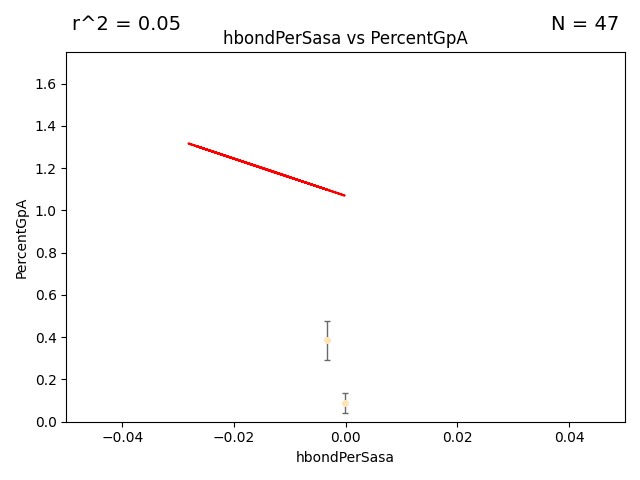 r^2 = 0.05
N = 47
hbondPerSasa vs PercentGpA
1.6
1.4
1.2
1.0
0.8
0.6
0.4
0.2
0.0
PercentGpA
−0.04
−0.02
0.00
0.02
0.04
hbondPerSasa